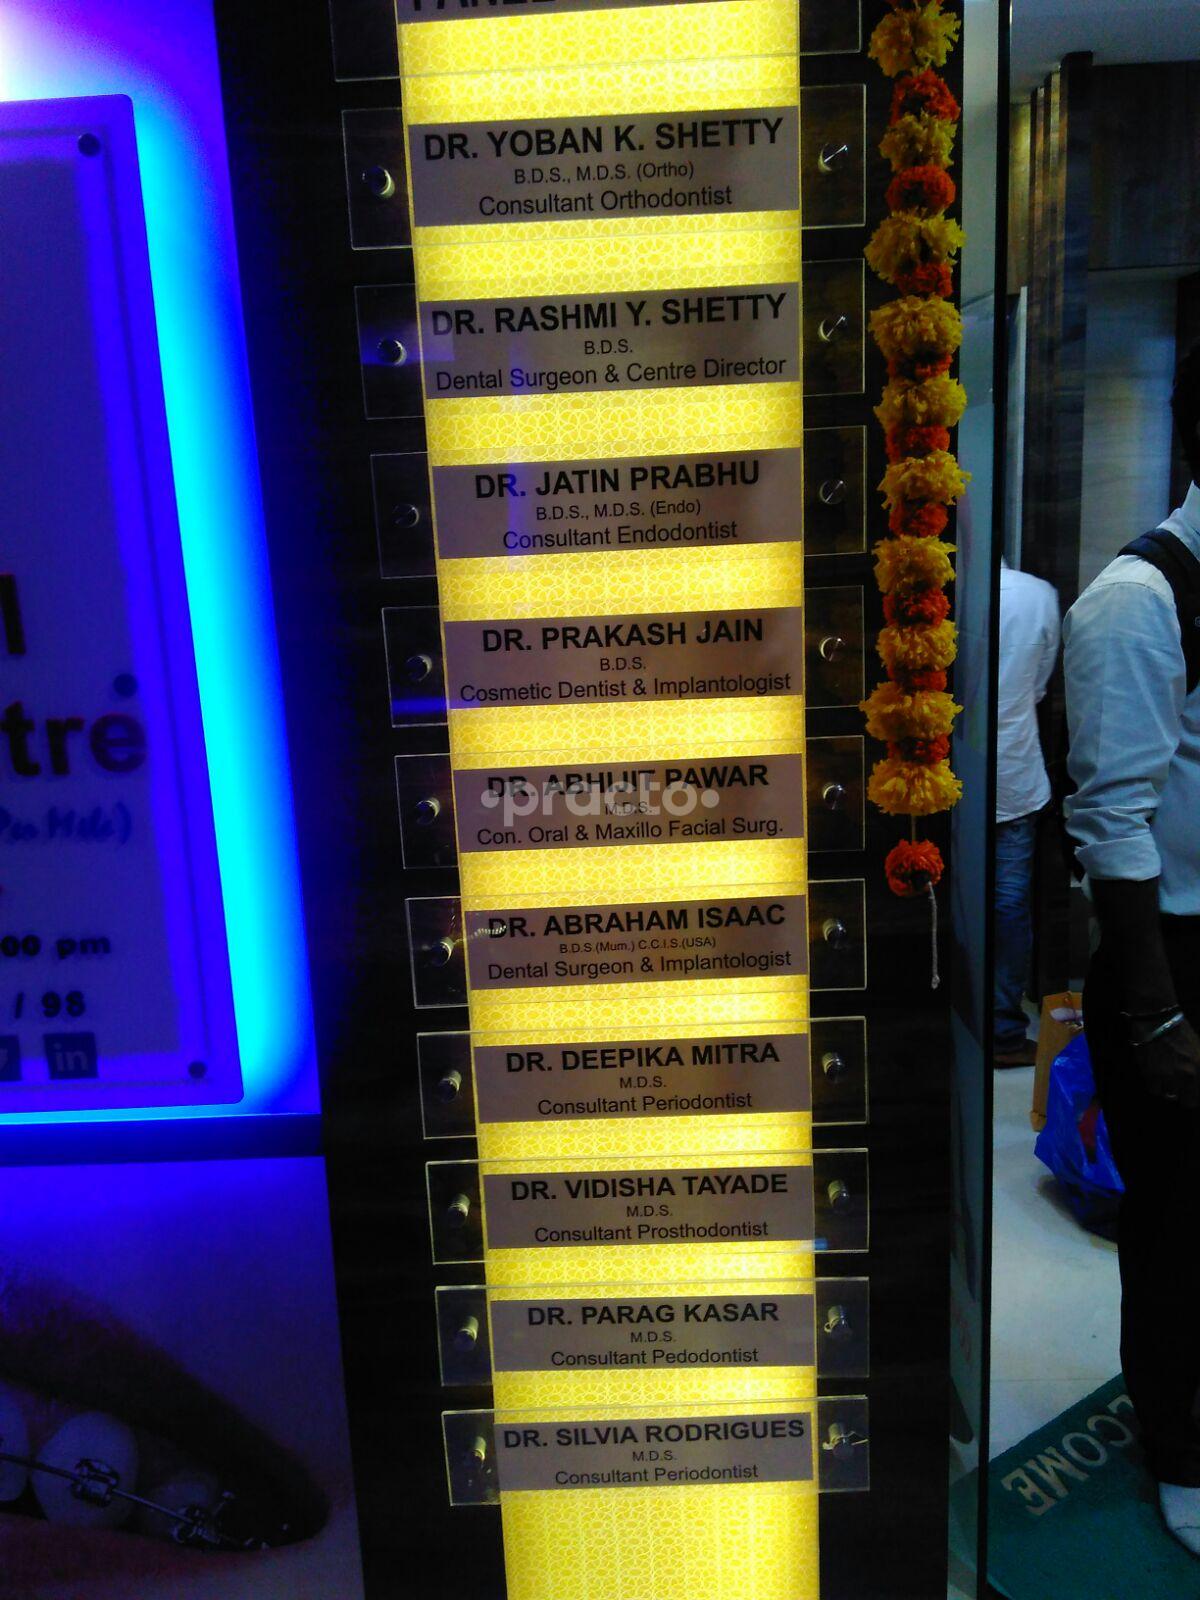 DR. YOBAN K. SHETTY
B.D.S., M.D.S. (Ortho)
Consultant Orthodontist
DR. RASHMI Y. SHETTY
B.D.S.
Dental Surgeon & Centre Director
DR. JATIN PRABHU
B.D.S., M.D.S. (Endo)
Consultant Endodontist
DR. PRAKASH JAIN
B.D.S.
Cosmetic Dentist & Implantologist
DR. ABHIJIT PAWAR
M.D.S.
Con. Oral & Maxillo Facial Surg.
DR. ABRAHAM ISAAC
B.D.S.(Mum.) C.C.I.S.(USA)
Dental Surgeon & Implantologist
DR. DEEPIKA MITRA
M.D.S.
Consultant Periodontist
DR. VIDISHA TAYADE
M.D.S.
Consultant Prosthodontist
DR. PARAG KASAR
M.D.S.
Consultant Pedodontist
DR. SILVIA RODRIGUES
M.D.S.
Consultant Periodontist
•practo•
l
tre
00 pm
/ 98
in
ECOME